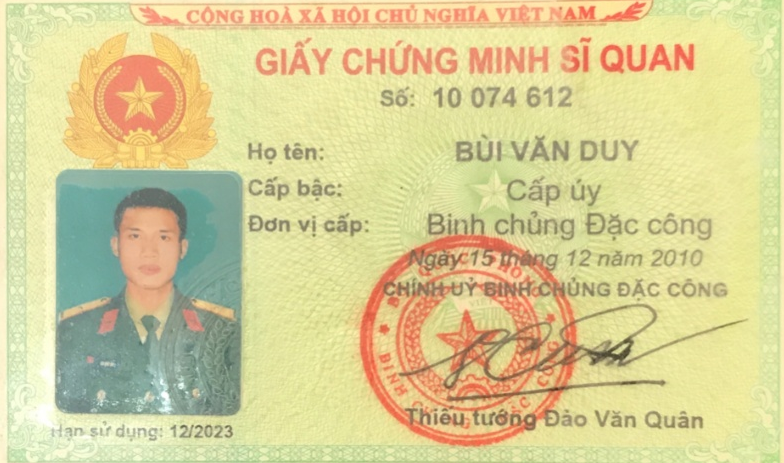 CỘNG HOÀ XÃ HỘI CHỦ NGHĨA VIỆT NAM
GIẤY CHỨNG MINH SĨ QUAN
Số: 10 074 612
Họ tên: BÙI VĂN DUY
Cấp bậc: Cấp úy
Đơn vị cấp: Binh chủng Đặc công
Ngày 15 tháng 12 năm 2010
CHÍNH UỶ BINH CHỦNG ĐẶC CÔNG
Thiếu tướng Đào Văn Quân
Hạn sử dụng: 12/2023